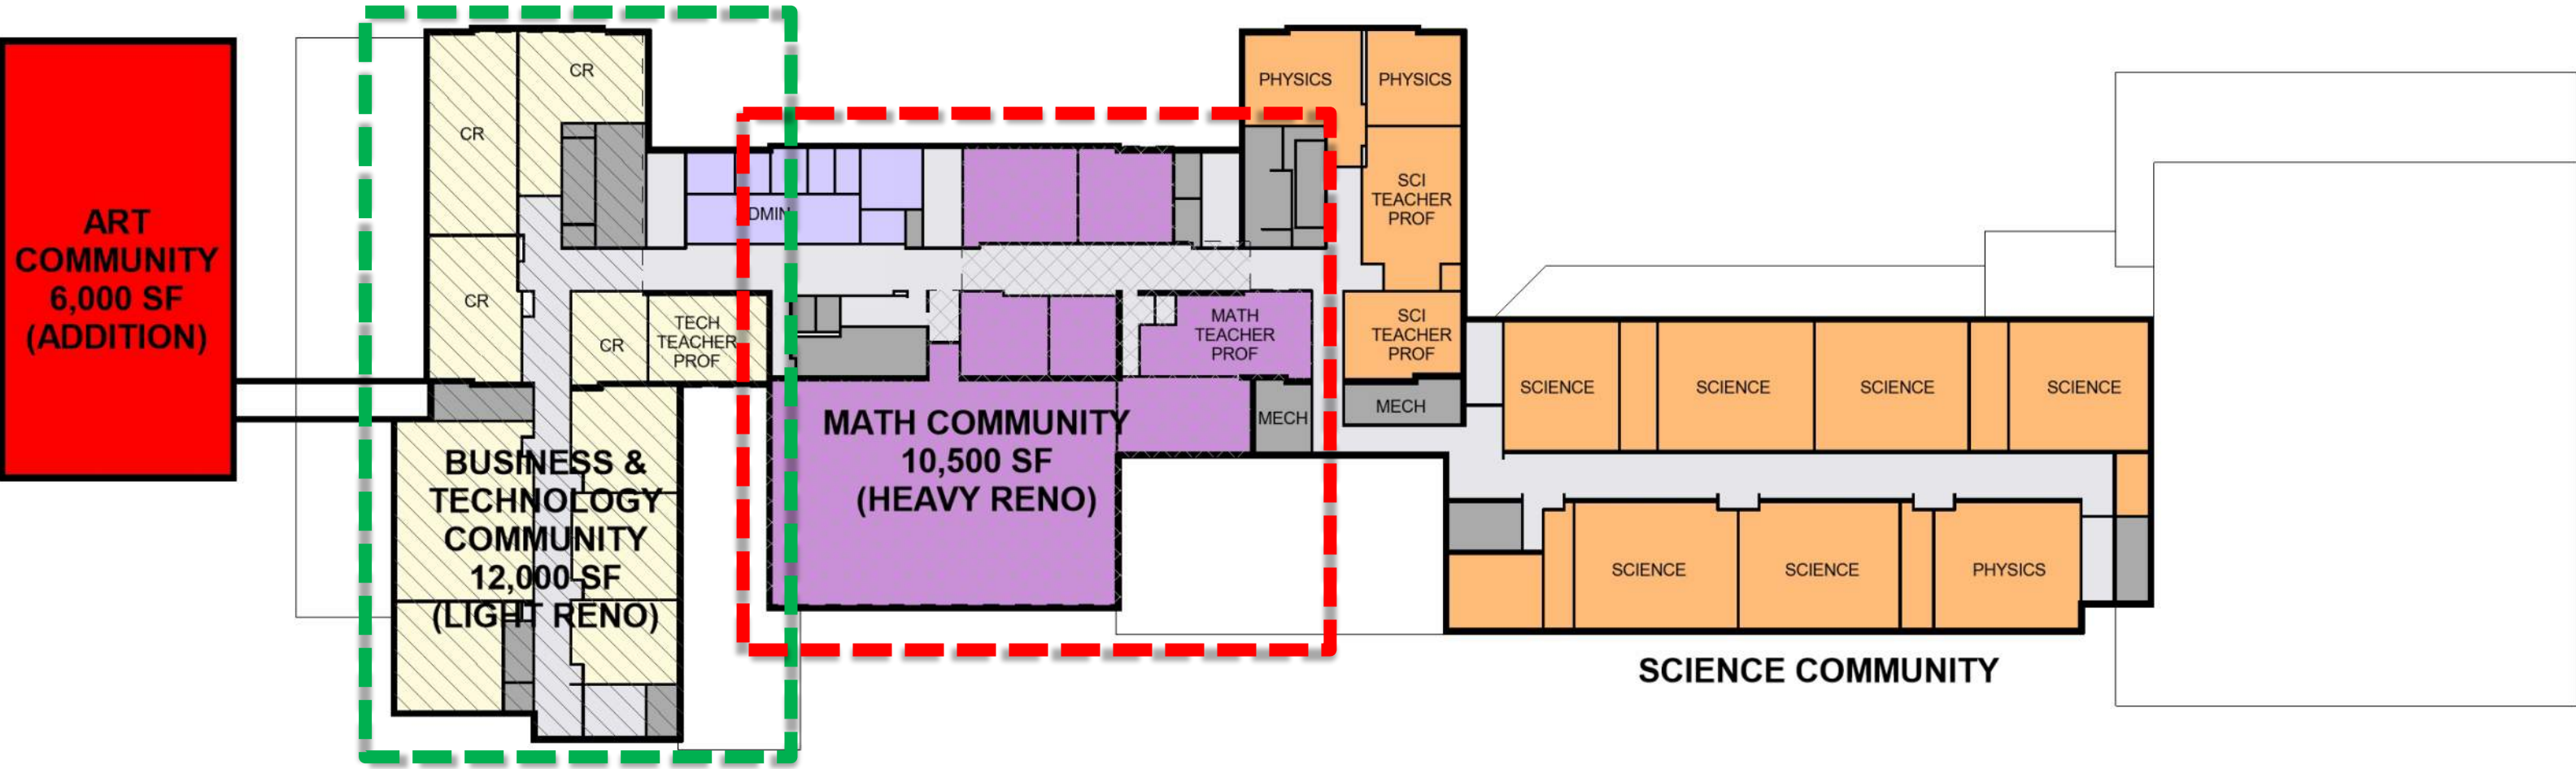 ART
COMMUNITY
6,000 SF
(ADDITION)
CR
CR
CR
CR
TECH
TEACHER
PROF
BUSINESS &
TECHNOLOGY
COMMUNITY
12,000 SF
(LIGHT RENO)
DMIN
MATH
TEACHER
PROF
MATH COMMUNITY
10,500 SF
(HEAVY RENO)
MECH
PHYSICS
PHYSICS
SCI
TEACHER
PROF
SCI
TEACHER
PROF
MECH
SCIENCE
SCIENCE
SCIENCE
SCIENCE
SCIENCE
SCIENCE
PHYSICS
SCIENCE COMMUNITY